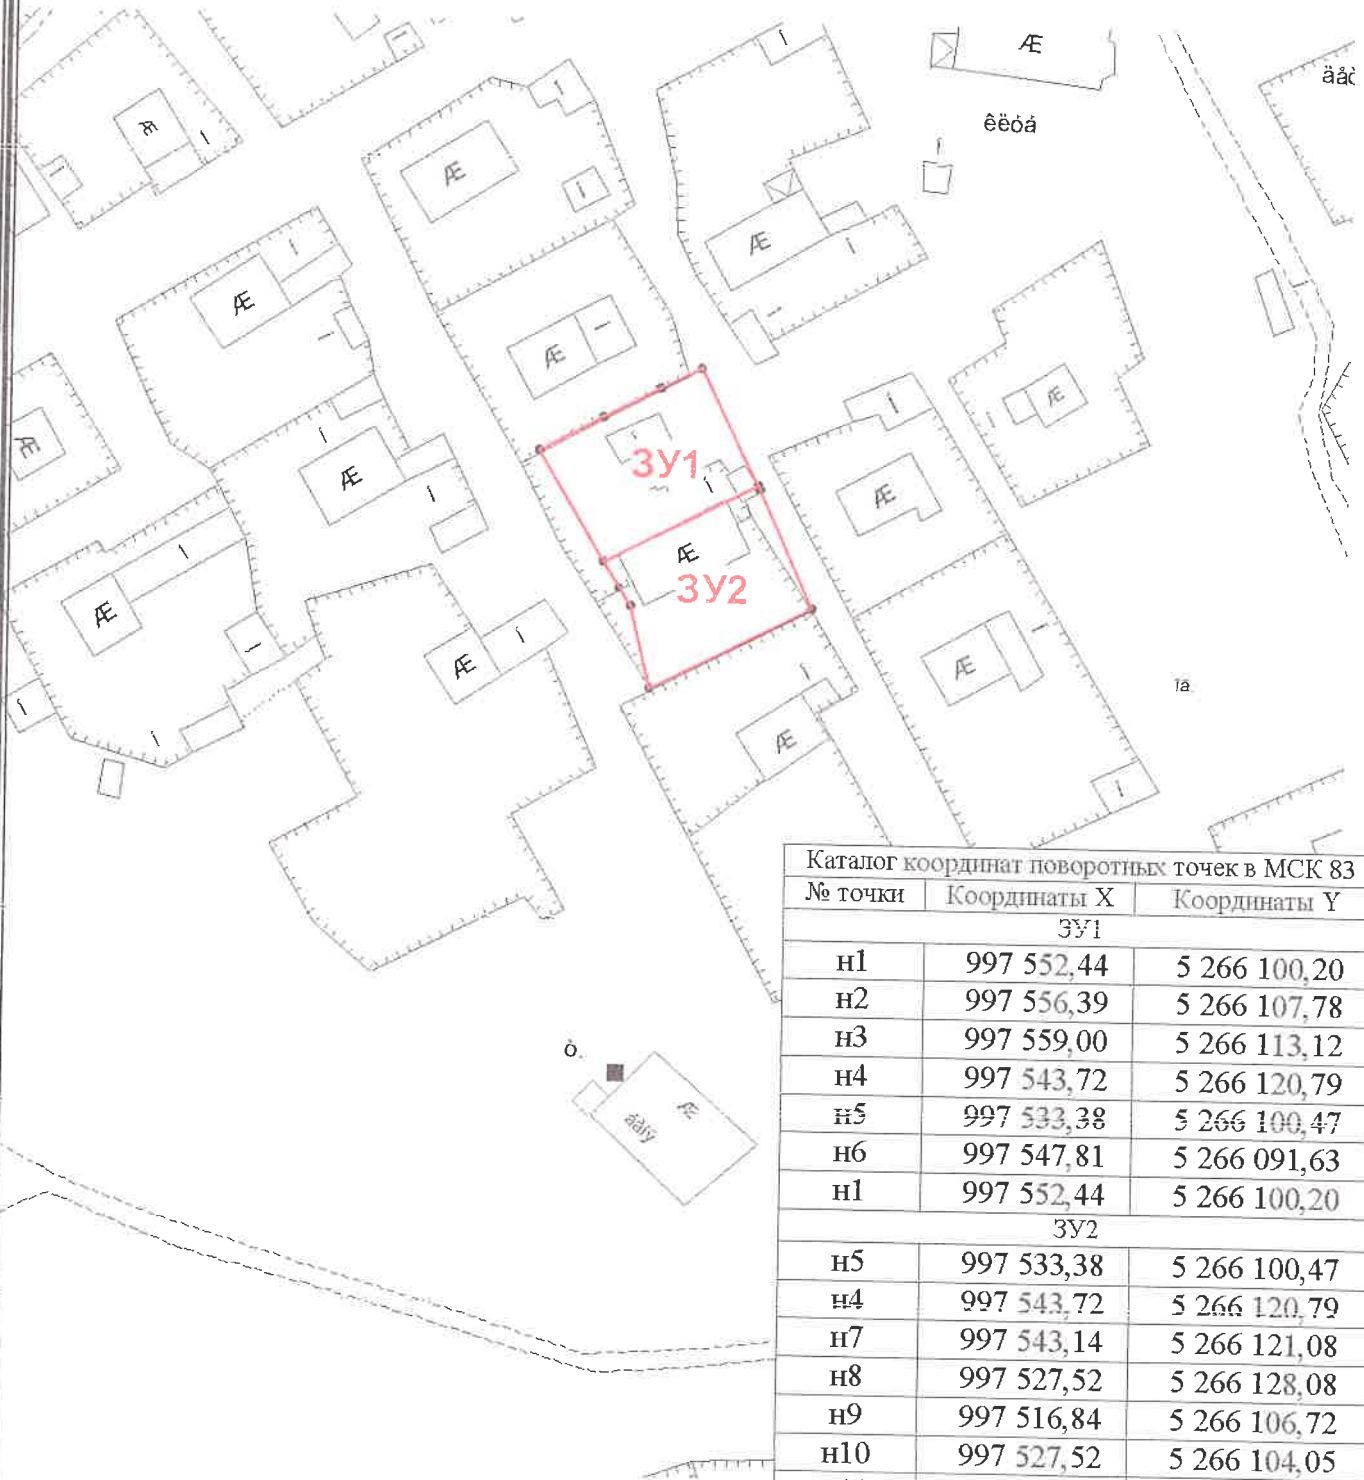 Æ
äåò
êëóá
Æ
Æ
Æ
Æ
Æ
Æ
Æ
Æ
ЗУ1
Æ
Æ
Æ
ЗУ2
Æ
Æ
Æ
Æ
ò.
Æ
Каталог координат поворотных точек в МСК 83
№ точки Координаты X Координаты Y
ЗУ1
н1 997 552,44 5 266 100,20
н2 997 556,39 5 266 107,78
н3 997 559,00 5 266 113,12
н4 997 543,72 5 266 120,79
н5 997 533,38 5 266 100,47
н6 997 547,81 5 266 091,63
н1 997 552,44 5 266 100,20
ЗУ2
н5 997 533,38 5 266 100,47
н4 997 543,72 5 266 120,79
н7 997 543,14 5 266 121,08
н8 997 527,52 5 266 128,08
н9 997 516,84 5 266 106,72
н10 997 527,52 5 266 104,05